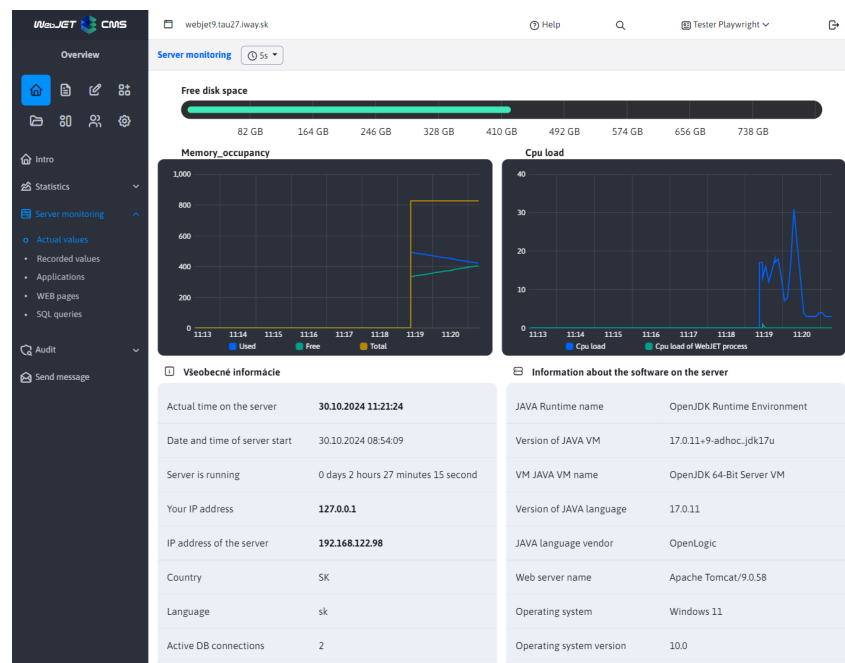 WebJET CMS
webjet9.tau27.iway.sk
Help
Tester Playwright
Overview
Server monitoring
5s
Free disk space
82 GB 164 GB 246 GB 328 GB 410 GB 492 GB 574 GB 656 GB 738 GB
Intro
Statistics
Server monitoring
Actual values
Recorded values
Applications
WEB pages
SQL queries
Audit
Send message
Memory_occupancy
1,000
800
600
400
200
0
11:13 11:14 11:15 11:16 11:17 11:18 11:19 11:20
Used Free Total
Cpu load
40
30
20
10
0
11:13 11:14 11:15 11:16 11:17 11:18 11:19 11:20
Cpu load Cpu load of WebJET process
Všeobecné informácie
Actual time on the server 30.10.2024 11:21:24
Date and time of server start 30.10.2024 08:54:09
Server is running 0 days 2 hours 27 minutes 15 second
Your IP address 127.0.0.1
IP address of the server 192.168.122.98
Country SK
Language sk
Active DB connections 2
Information about the software on the server
JAVA Runtime name OpenJDK Runtime Environment
Version of JAVA VM 17.0.11+9-adhoc..jdk17u
VM JAVA VM name OpenJDK 64-Bit Server VM
Version of JAVA language 17.0.11
JAVA language vendor OpenLogic
Web server name Apache Tomcat/9.0.58
Operating system Windows 11
Operating system version 10.0